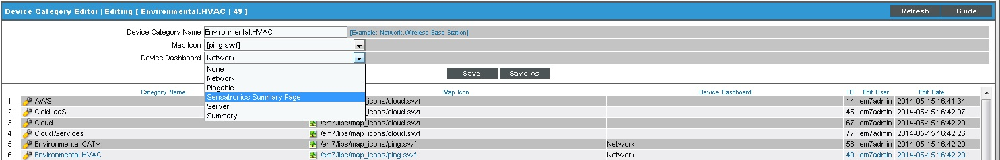 Device Category Editor | Editing [ Environmental.HVAC | 49 ] Refresh Guide
Device Category Name Environmental.HVAC [Example: Network.Wireless.Base Station]
Map Icon [ping.swf]
Device Dashboard Network
None
Network
Pingable
Sensatronics Summary Page
Server
Summary
Save Save As
Category Name Map Icon Device Dashboard ID Edit User Edit Date
1. AWS _icons/cloud.swf 14 em7admin 2014-05-15 16:41:34
2. Cloid.IaaS _icons/cloud.swf 45 em7admin 2014-05-15 16:42:07
3. Cloud /em7/libs/map_icons/cloud.swf 67 em7admin 2014-05-15 16:42:20
4. Cloud.Services /em7/libs/map_icons/cloud.swf 77 em7admin 2014-05-15 16:42:26
5. Environmental.CATV /em7/libs/map_icons/ping.swf Network 58 em7admin 2014-05-15 16:42:20
6. Environmental.HVAC /em7/libs/map_icons/ping.swf Network 49 em7admin 2014-05-15 16:42:20